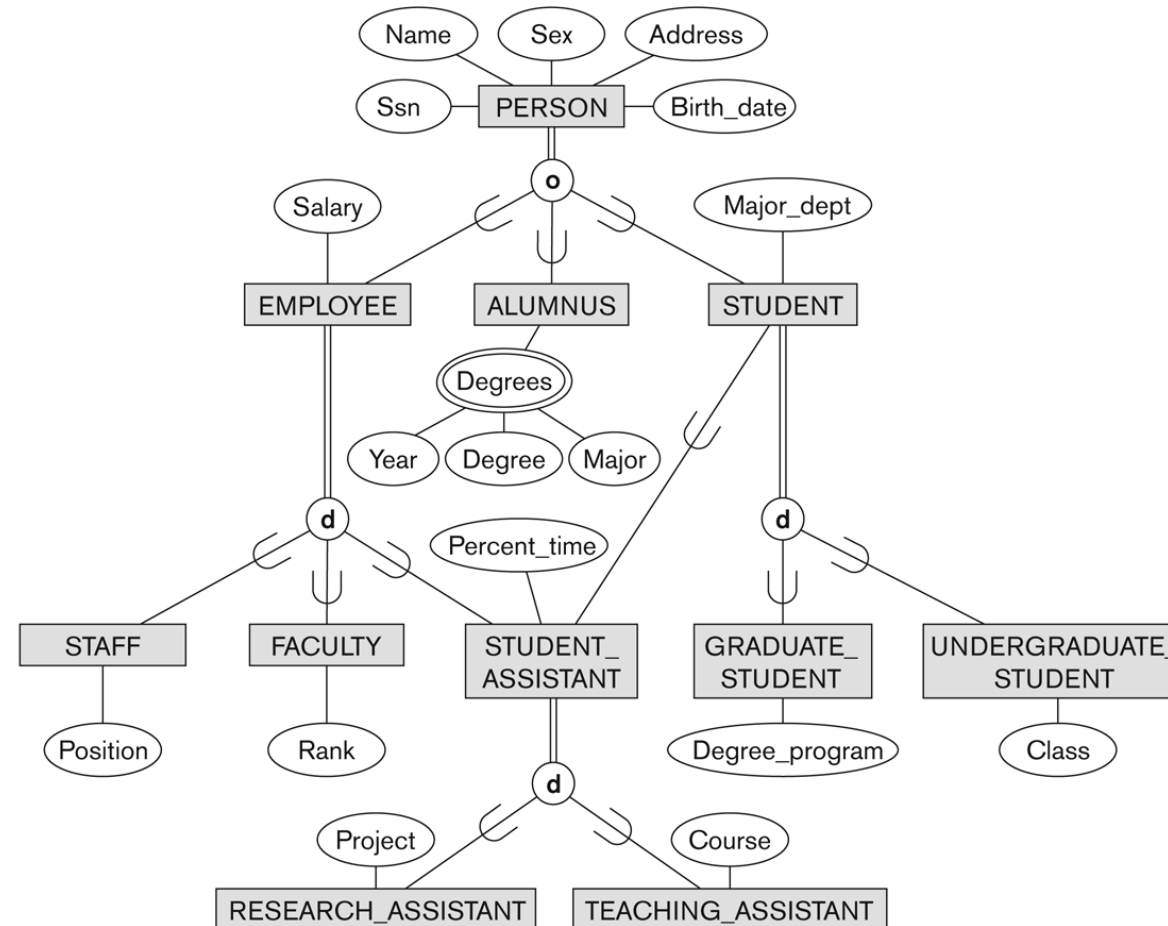 Name
Sex
Address
Ssn
PERSON
Birth_date
o
Salary
Major_dept
EMPLOYEE
ALUMNUS
STUDENT
Degrees
Year
Degree
Major
d
d
Percent_time
STAFF
FACULTY
STUDENT_
ASSISTANT
GRADUATE_
STUDENT
UNDERGRADUATE_
STUDENT
Position
Rank
Degree_program
Class
d
Project
Course
RESEARCH_ASSISTANT
TEACHING_ASSISTANT